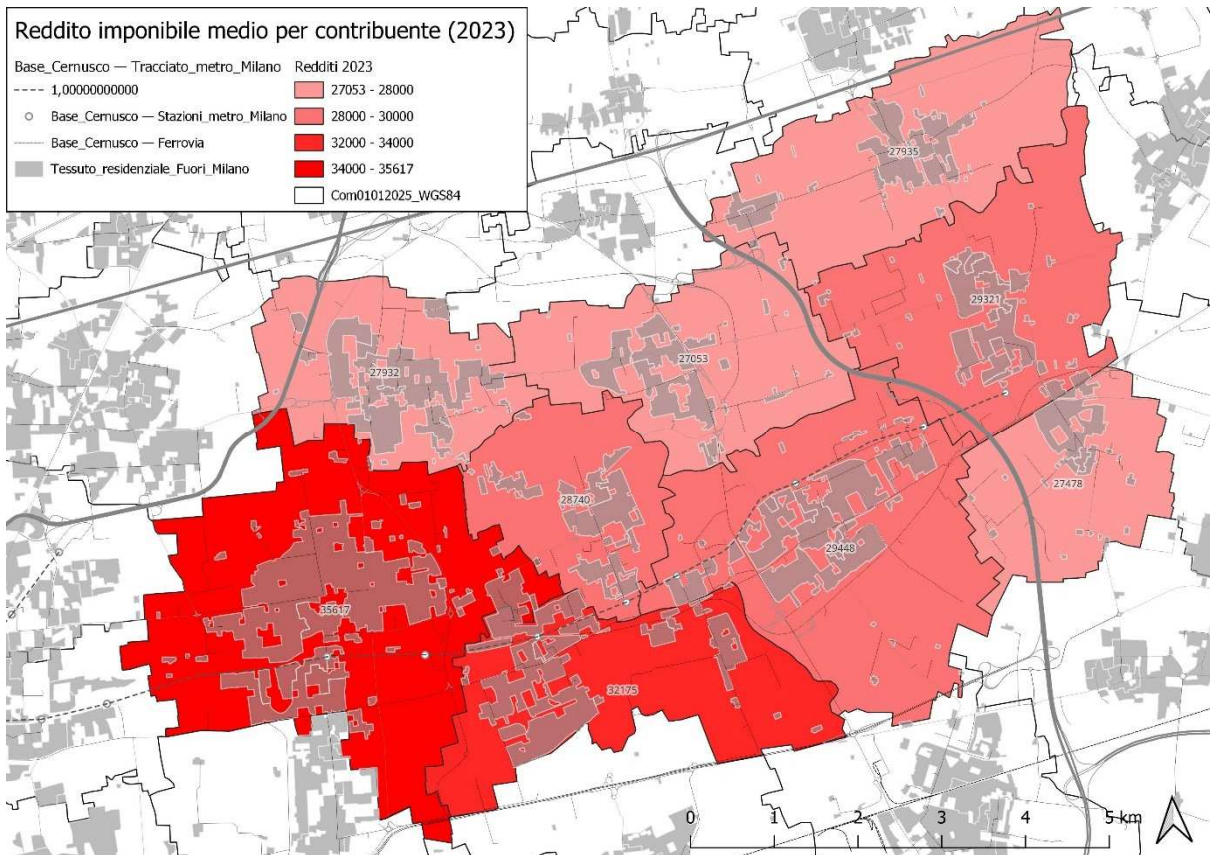 Reddito imponibile medio per contribuente (2023)
Base_Cernusco — Tracciato_metro_Milano
1,00000000000
Base_Cernusco — Stazioni_metro_Milano
Base_Cernusco — Ferrovia
Tessuto_residenziale_Fuori_Milano
Redditi 2023
27053 - 28000
28000 - 30000
32000 - 34000
34000 - 35617
Com01012025_WGS84
27935
29321
27053
27932
27478
28740
29448
35617
32175
0 1 2 3 4 5 km